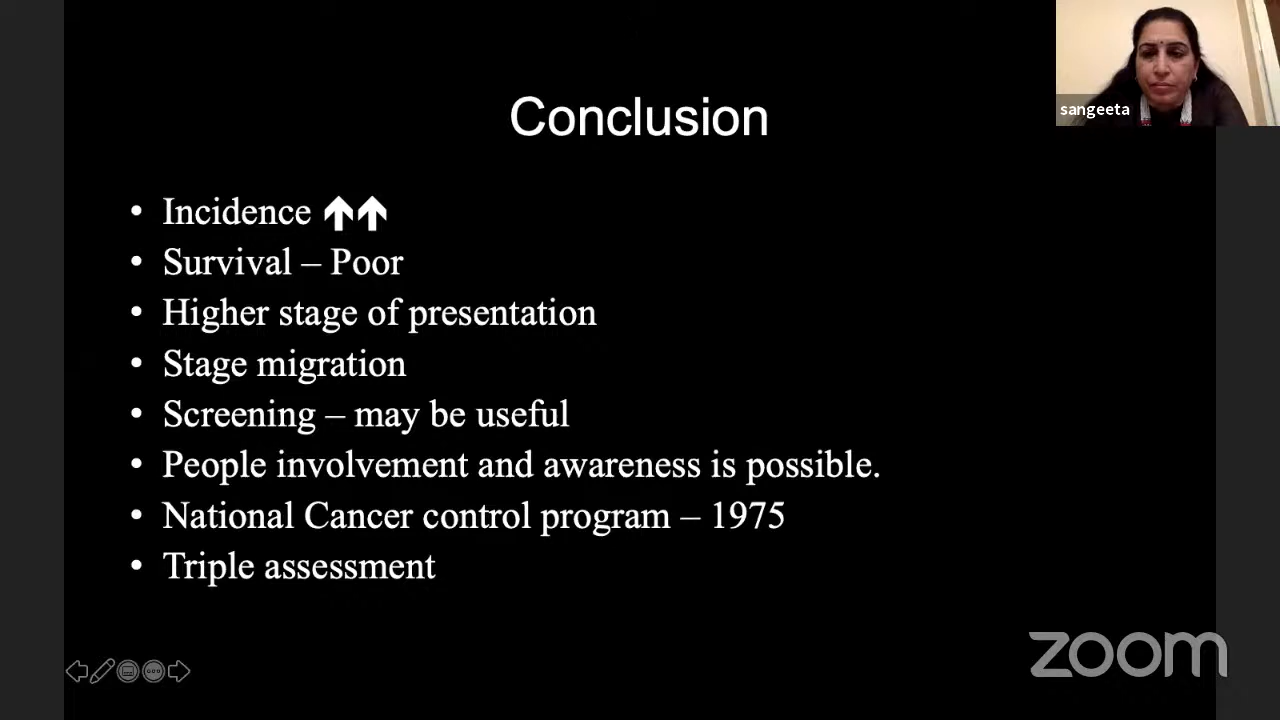 Conclusion
sangeeta
• Incidence ⬆⬆
• Survival – Poor
• Higher stage of presentation
• Stage migration
• Screening – may be useful
• People involvement and awareness is possible.
• National Cancer control program – 1975
• Triple assessment
zoom